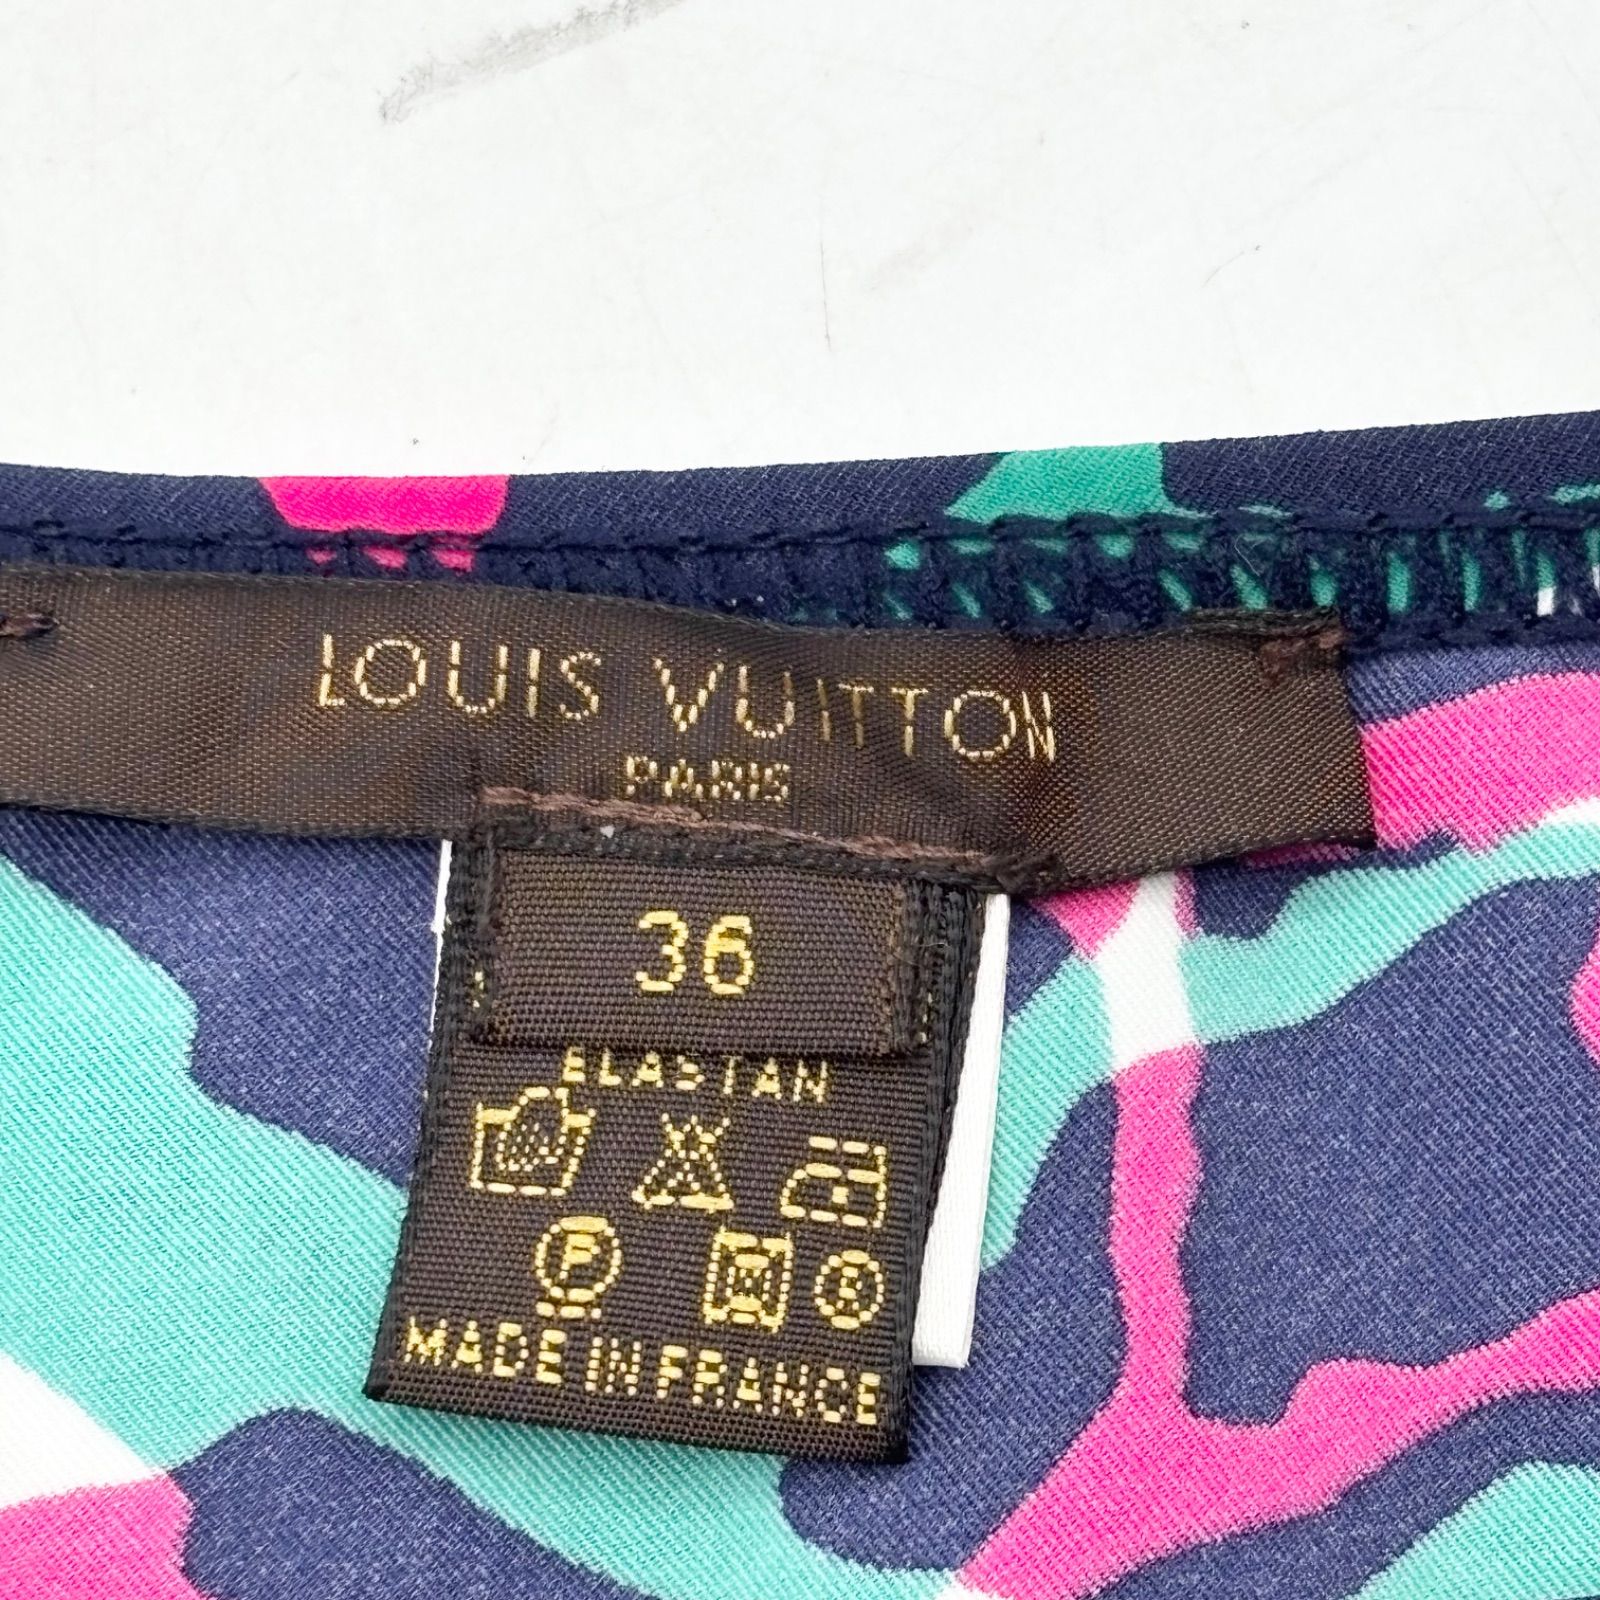 LOUIS VUITTON
PARIS
36
ELASTAN
P
MADE IN FRANCE